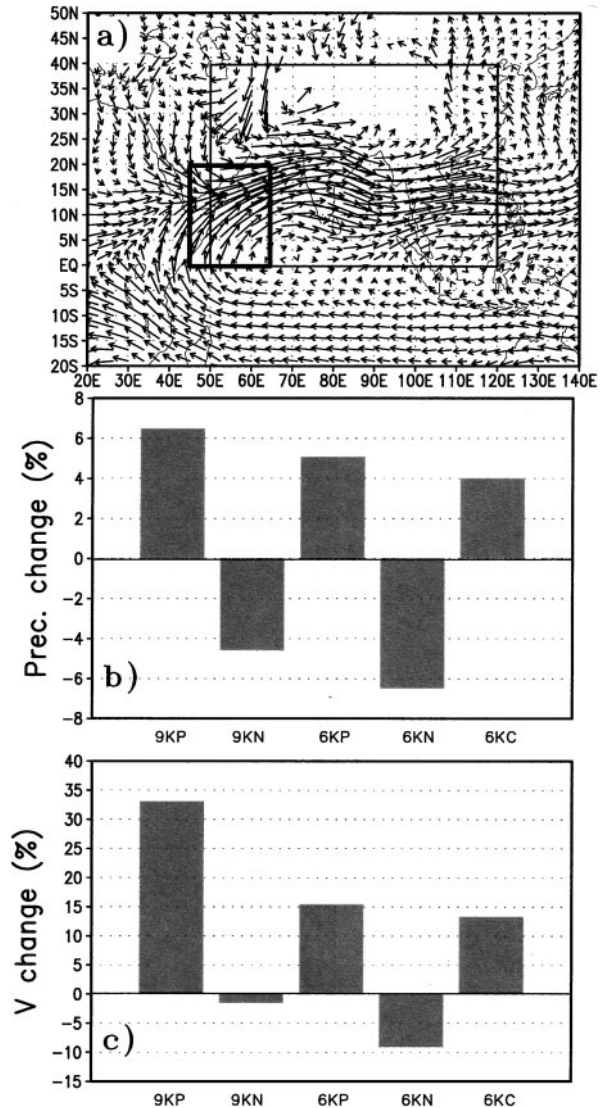 50N
a)
45N
40N
35N
30N
25N
20N
15N
10N
5N
EQ
5S
10S
15S
20S
20E 30E 40E 50E 60E 70E 80E 90E 100E 110E 120E 130E 140E
8
6
4
2
0
-2
-4
-6
-8
Prec. change (%)
b)
9KP 9KN 6KP 6KN 6KC
40
35
30
25
20
15
10
5
0
-5
-10
-15
V change (%)
c)
9KP 9KN 6KP 6KN 6KC